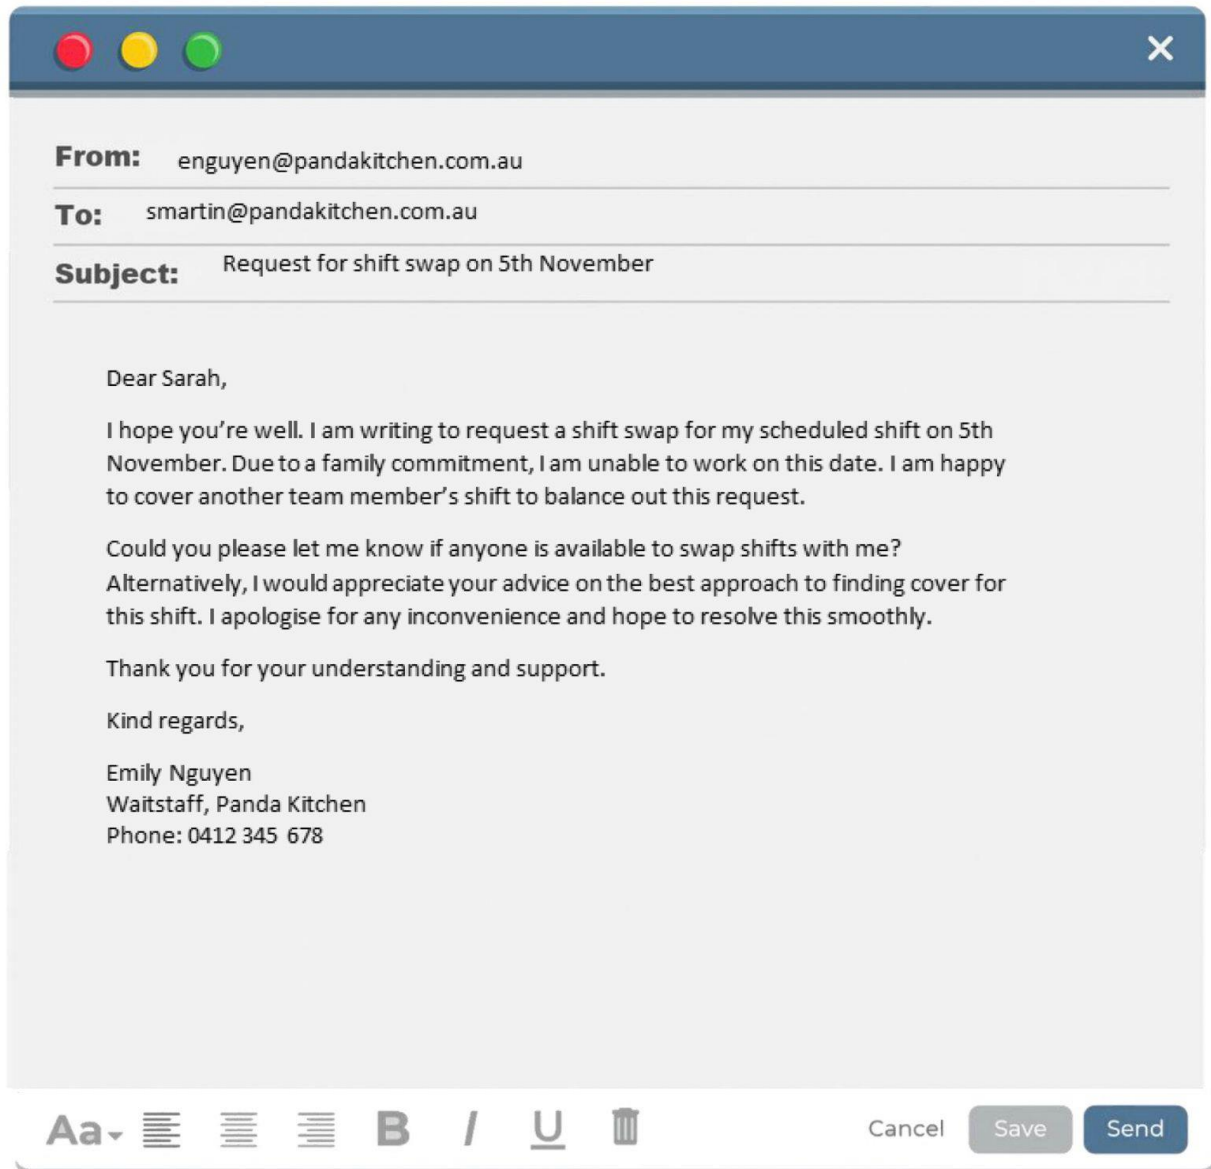 From: enguyen@pandakitchen.com.au
To: smartin@pandakitchen.com.au
Subject: Request for shift swap on 5th November
Dear Sarah,
I hope you’re well. I am writing to request a shift swap for my scheduled shift on 5th
November. Due to a family commitment, I am unable to work on this date. I am happy
to cover another team member’s shift to balance out this request.
Could you please let me know if anyone is available to swap shifts with me?
Alternatively, I would appreciate your advice on the best approach to finding cover for
this shift. I apologise for any inconvenience and hope to resolve this smoothly.
Thank you for your understanding and support.
Kind regards,
Emily Nguyen
Waitstaff, Panda Kitchen
Phone: 0412 345 678
Aa B I U Cancel Save Send